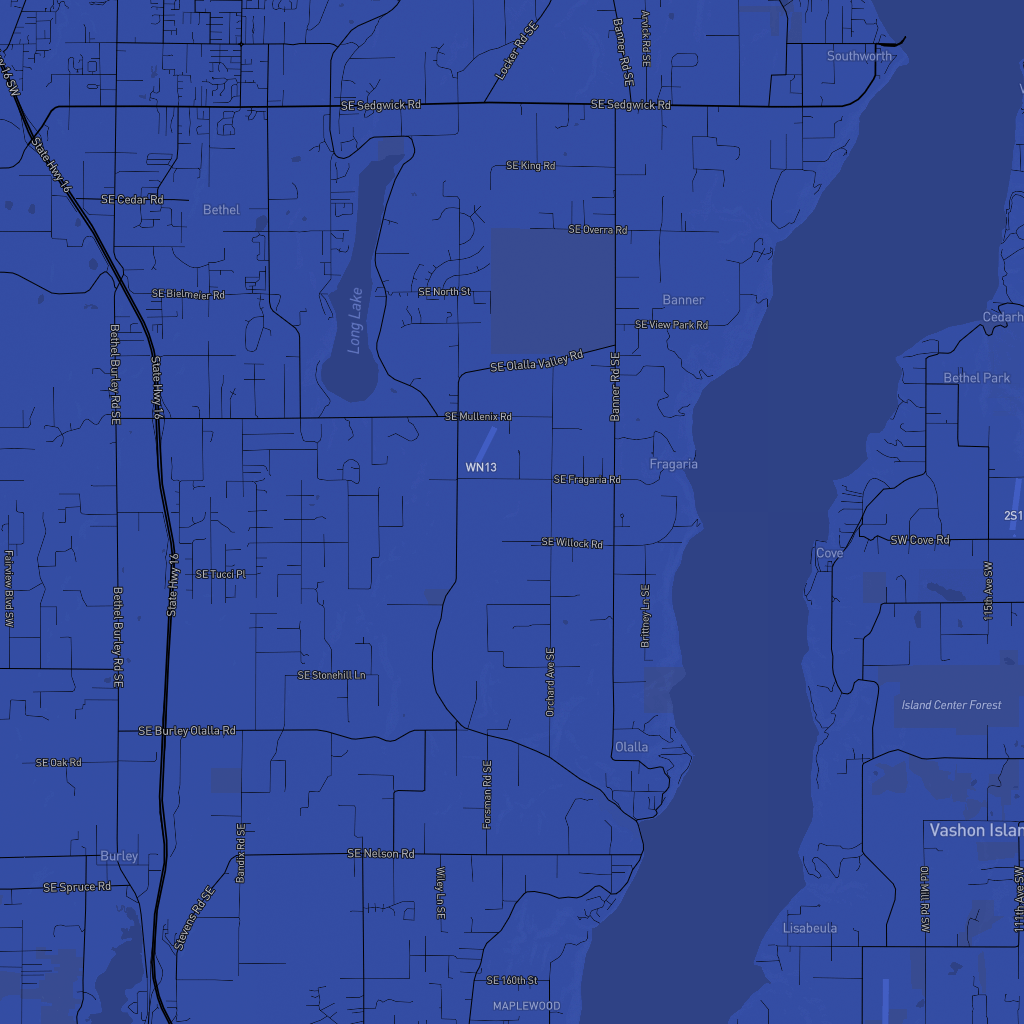 Locker Rd SE
Banner Rd SE
Arvick Rd SE
Southworth
y 16 SW
SE Sedgwick Rd
SE Sedgwick Rd
State Hwy 16
SE King Rd
SE Cedar Rd
Bethel
SE Overra Rd
SE Bielmeier Rd
SE North St
Banner
Long Lake
Cedarh
SE View Park Rd
Bethel Burley Rd SE
State Hwy 16
SE Olalla Valley Rd
Banner Rd SE
Bethel Park
SE Mullenix Rd
WN13
Fragaria
SE Fragaria Rd
2S1
SE Willock Rd
SW Cove Rd
Cove
Fairview Blvd SW
State Hwy 16
SE Tucci Pl
115th Ave SW
Bethel Burley Rd SE
Brittney Ln SE
SE Stonehill Ln
Orchard Ave SE
Island Center Forest
SE Burley Olalla Rd
Olalla
SE Oak Rd
Forsman Rd SE
Vashon Islan
Bandix Rd SE
SE Nelson Rd
Burley
SE Spruce Rd
Wiley Ln SE
Old Mill Rd SW
111th Ave SW
Stevens Rd SE
Lisabeula
SE 160th St
MAPLEWOOD